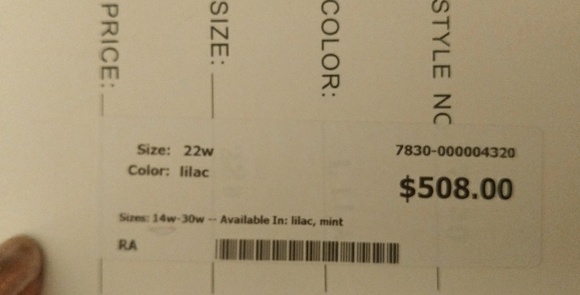 PRICE:
SIZE:
COLOR:
STYLE NO
Size: 22w
7830-000004320
Color: lilac
$508.00
Sizes: 14w-30w -- Available In: lilac, mint
RA